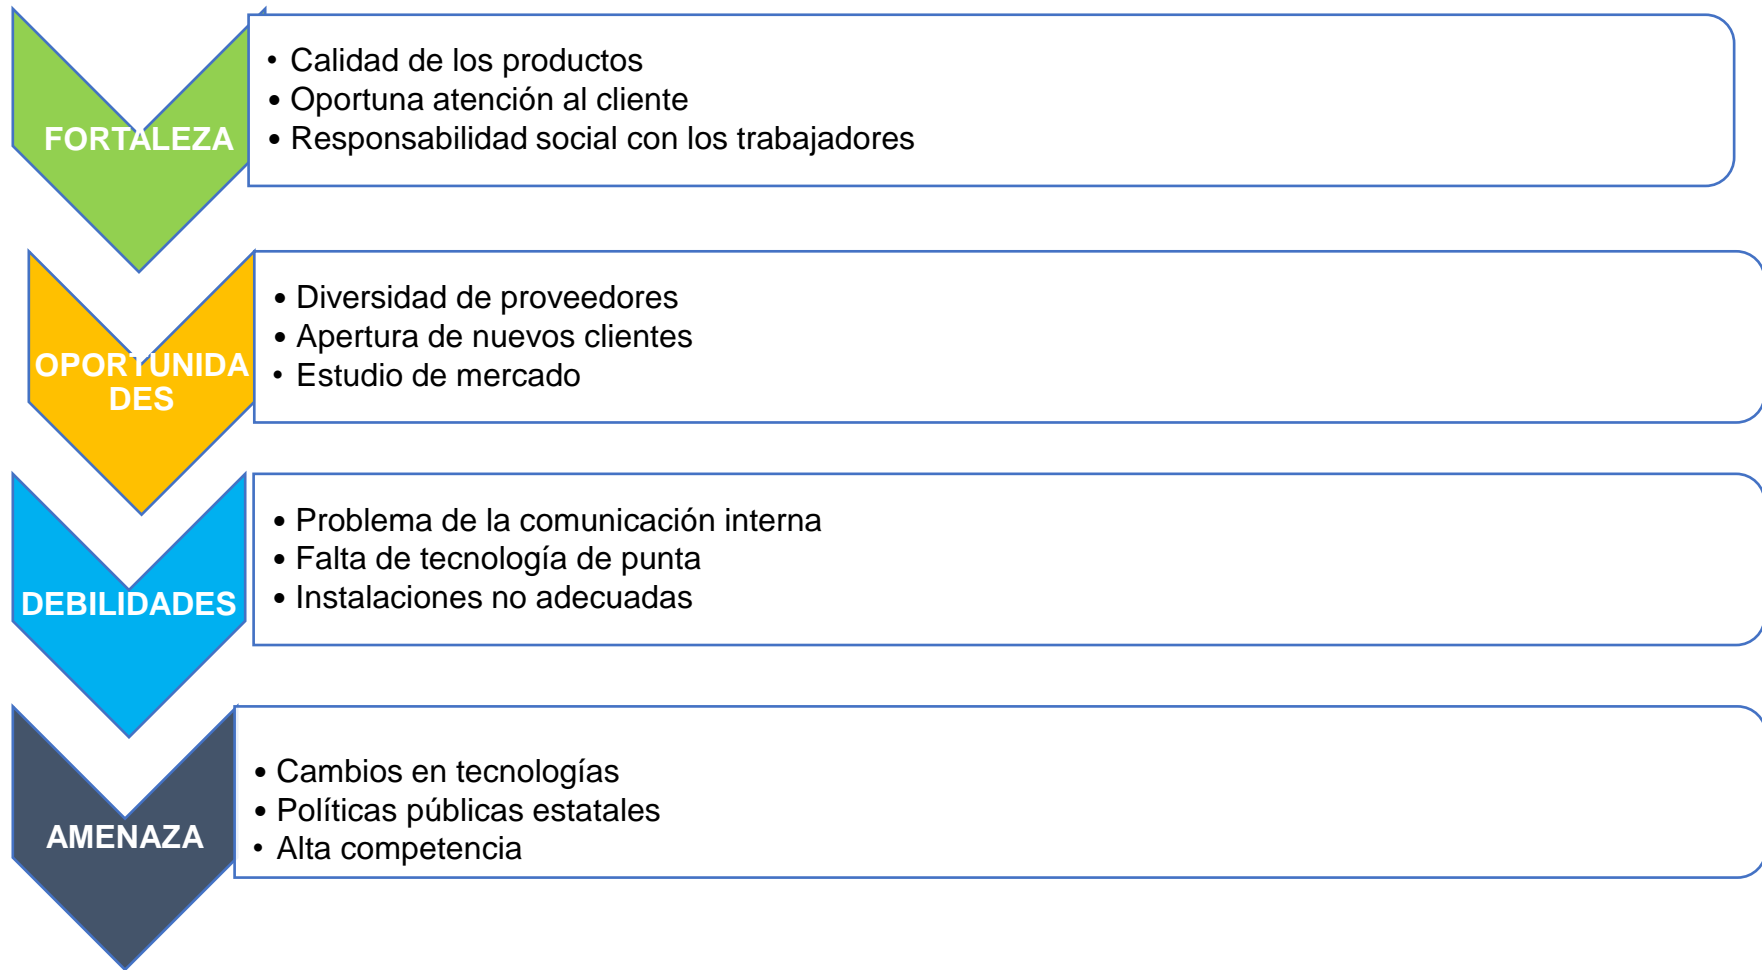 FORTALEZA
• Calidad de los productos
• Oportuna atención al cliente
• Responsabilidad social con los trabajadores
OPORTUNIDA
DES
• Diversidad de proveedores
• Apertura de nuevos clientes
• Estudio de mercado
DEBILIDADES
• Problema de la comunicación interna
• Falta de tecnología de punta
• Instalaciones no adecuadas
AMENAZA
• Cambios en tecnologías
• Políticas públicas estatales
• Alta competencia